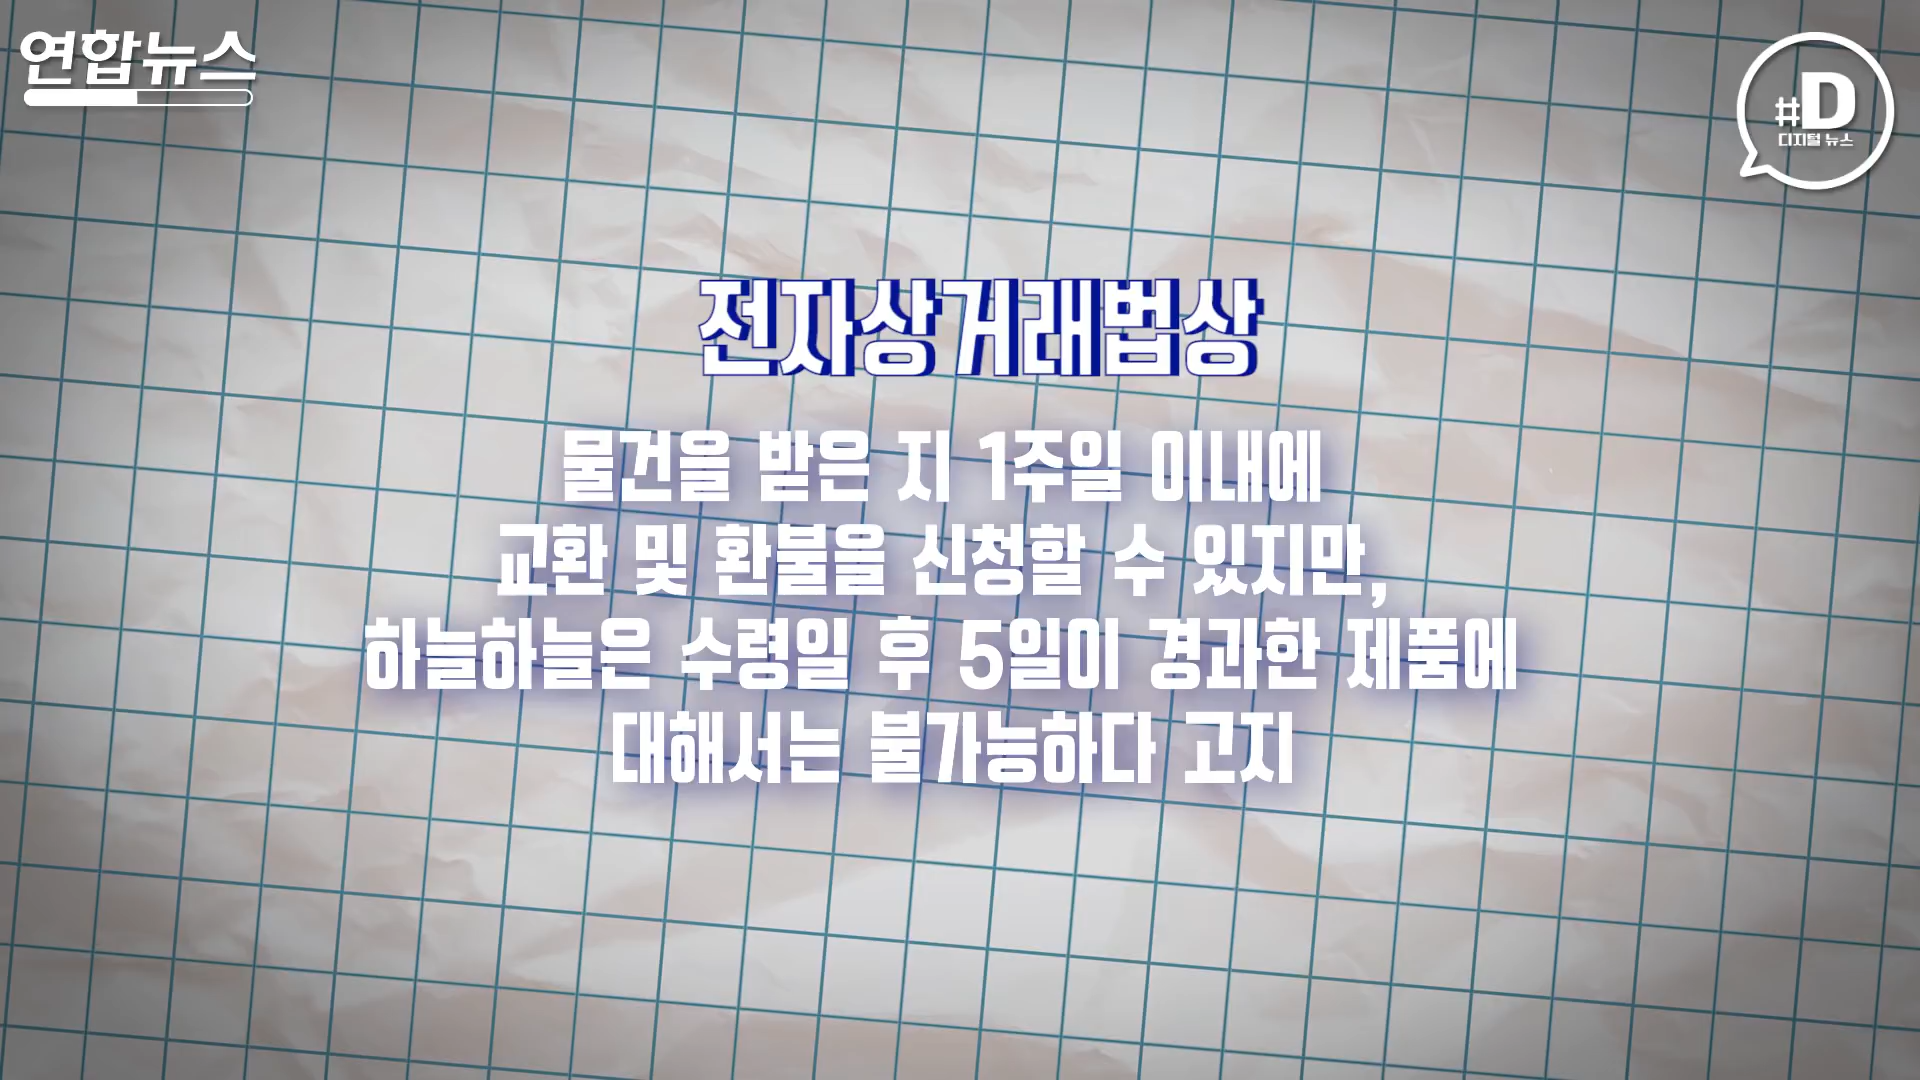 연합뉴스
#D
디지털 뉴스
전자상거래법상
물건을 받은 지 1주일 이내에
교환 및 환불을 신청할 수 있지만,
하늘하늘은 수령일 후 5일이 경과한 제품에
대해서는 불가능하다 고지